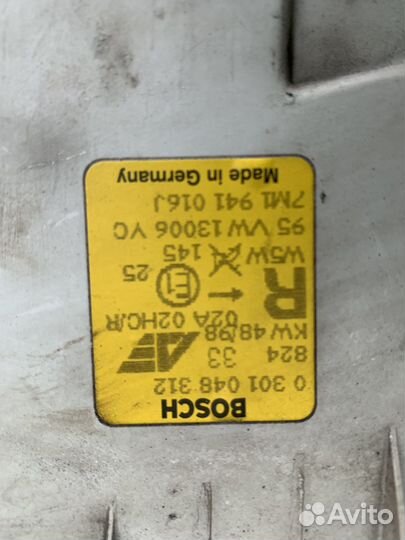 BOSCH
0 301 048 312
824 33
KW 48/98
02A 02HC/R
R E1 25
W5W 145
95 VW 13006 YC
7M1 941 016J
Made in Germany
Avito